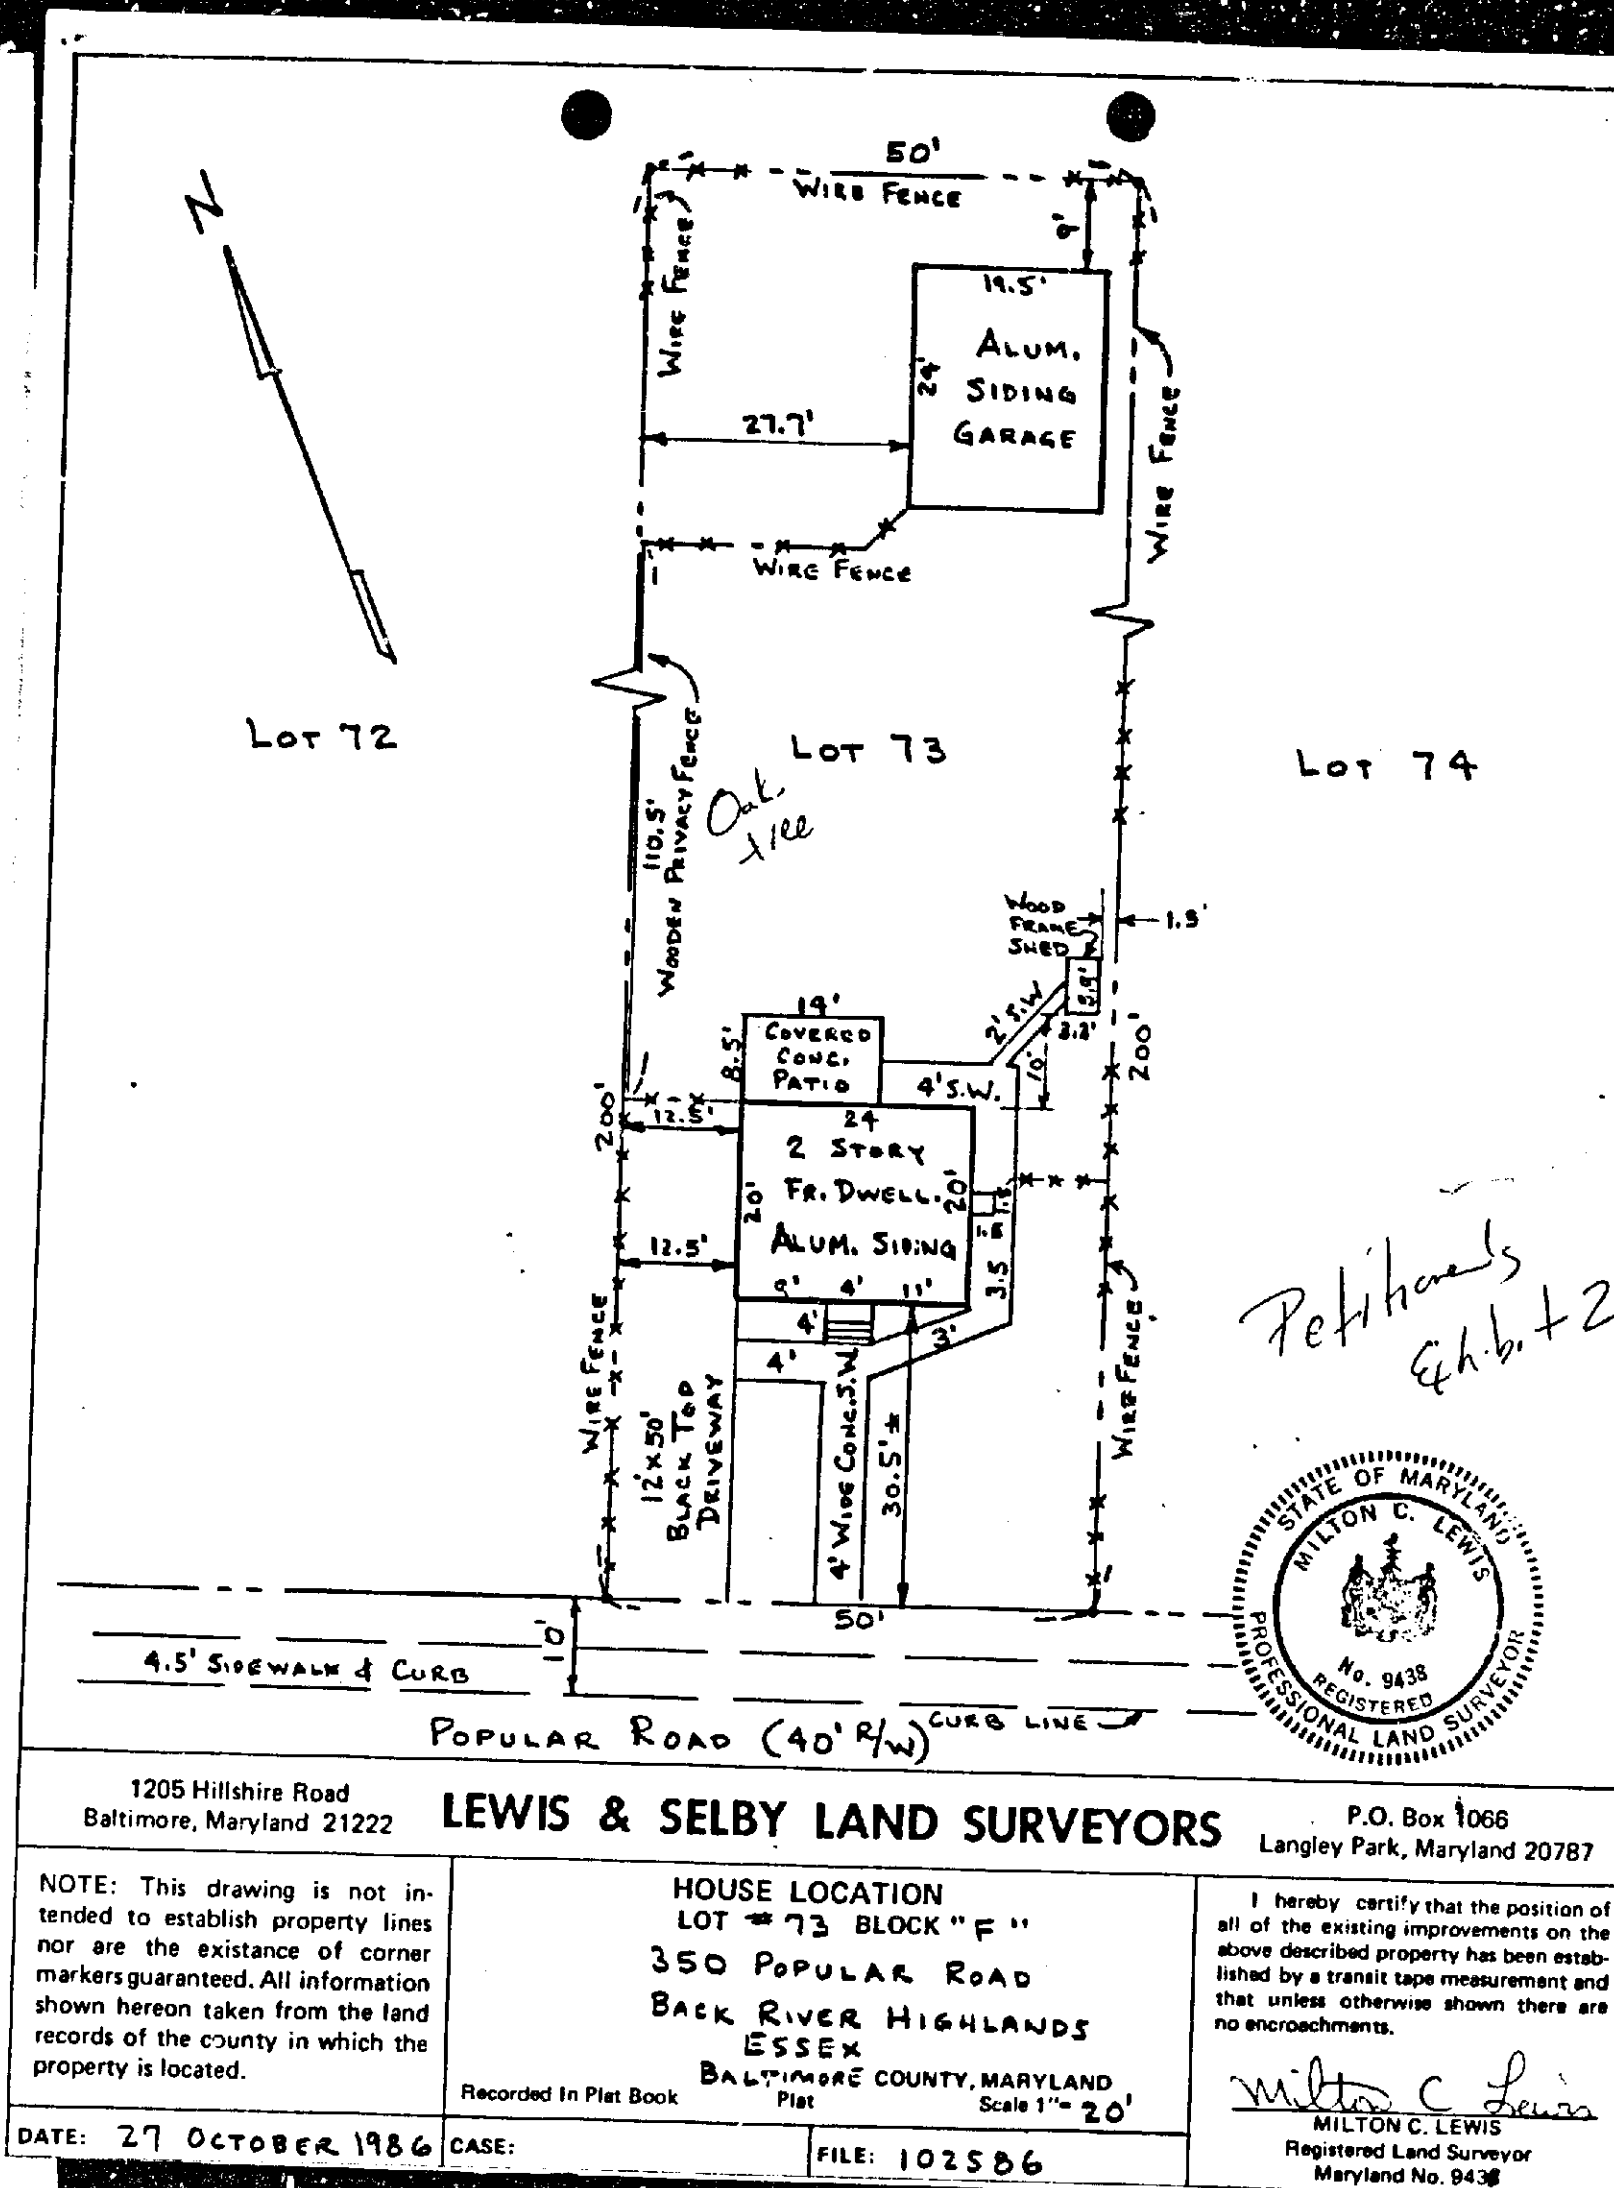 N
50'
WIRE FENCE
WIRE FENCE
9'
19.5'
24'
ALUM.
SIDING
GARAGE
27.7'
WIRE FENCE
WIRE FENCE
LOT 72
LOT 73
LOT 74
110.5'
WOODEN PRIVACY FENCE
Oak
tree
WOOD
FRAME
SHED
1.5'
2' S.W
3.2'
10'
200'
14'
8.5'
COVERED
CONC.
PATIO
4' S.W.
200'
12.5'
24
2 STORY
FR. DWELL.
ALUM. SIDING
20'
20'
12.5'
9'
4'
11'
3.5
4'
3'
4'
WIRE FENCE
12'x50'
BLACK TOP
DRIVEWAY
4' WIDE CONC. S.W.
30.5' ±
WIRE FENCE
Petitioner's
Exhibit 2
50'
10'
4.5' SIDEWALK & CURB
CURB LINE
POPULAR ROAD (40' R/W)
STATE OF MARYLAND
MILTON C. LEWIS
No. 9438
REGISTERED
PROFESSIONAL LAND SURVEYOR
1205 Hillshire Road
Baltimore, Maryland 21222
LEWIS & SELBY LAND SURVEYORS
P.O. Box 1066
Langley Park, Maryland 20787
NOTE: This drawing is not in-
tended to establish property lines
nor are the existance of corner
markers guaranteed. All information
shown hereon taken from the land
records of the county in which the
property is located.
HOUSE LOCATION
LOT # 73 BLOCK "F"
350 POPULAR ROAD
BACK RIVER HIGHLANDS
ESSEX
BALTIMORE COUNTY, MARYLAND
Recorded In Plat Book Plat Scale 1"= 20'
I hereby certify that the position of
all of the existing improvements on the
above described property has been estab-
lished by a transit tape measurement and
that unless otherwise shown there are
no encroachments.
Milton C Lewis
MILTON C. LEWIS
Registered Land Surveyor
Maryland No. 9438
DATE: 27 OCTOBER 1986
CASE:
FILE: 102586